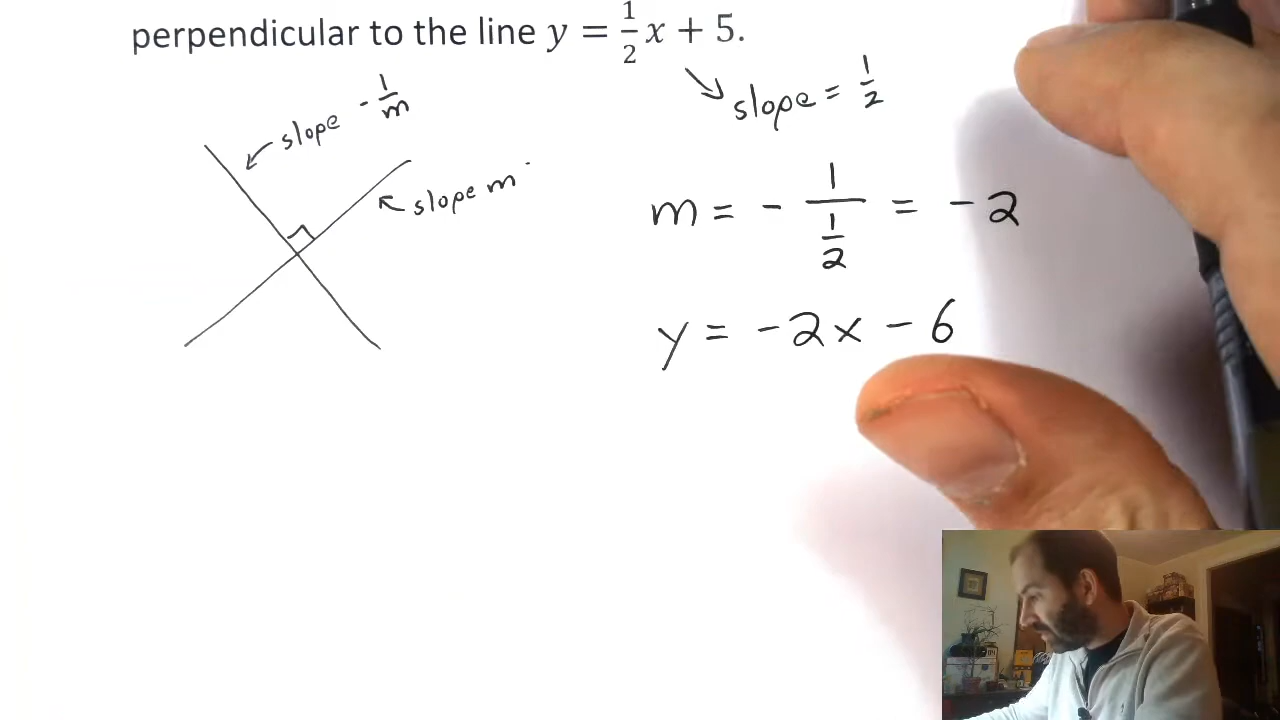 perpendicular to the line y = 1/2 x + 5.
slope = 1/2
slope - 1/m
slope m
m = - 1/(1/2) = -2
y = -2x - 6